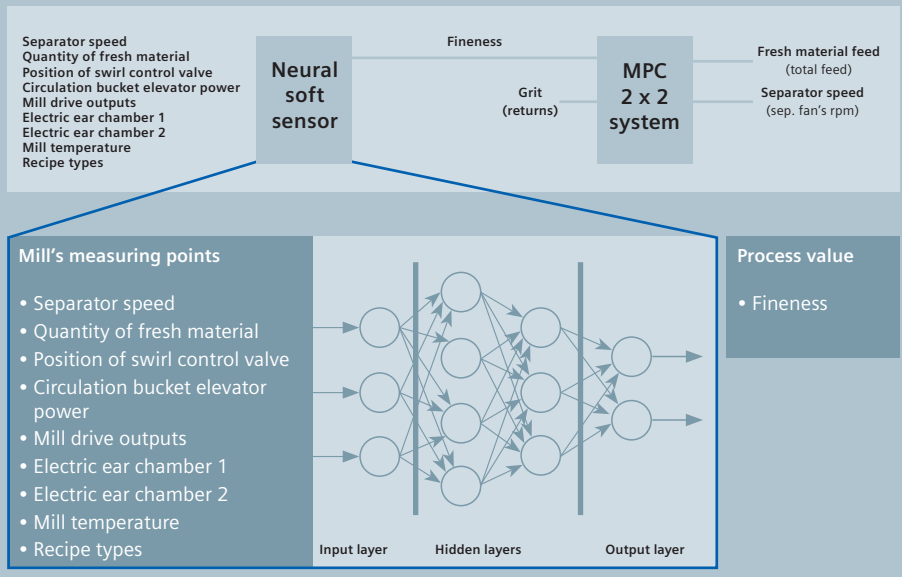 Separator speed
Quantity of fresh material
Position of swirl control valve
Circulation bucket elevator power
Mill drive outputs
Electric ear chamber 1
Electric ear chamber 2
Mill temperature
Recipe types
Neural
soft
sensor
Fineness
Grit
(returns)
MPC
2 x 2
system
Fresh material feed
(total feed)
Separator speed
(sep. fan's rpm)
Mill's measuring points
• Separator speed
• Quantity of fresh material
• Position of swirl control valve
• Circulation bucket elevator
power
• Mill drive outputs
• Electric ear chamber 1
• Electric ear chamber 2
• Mill temperature
• Recipe types
Input layer
Hidden layers
Output layer
Process value
• Fineness